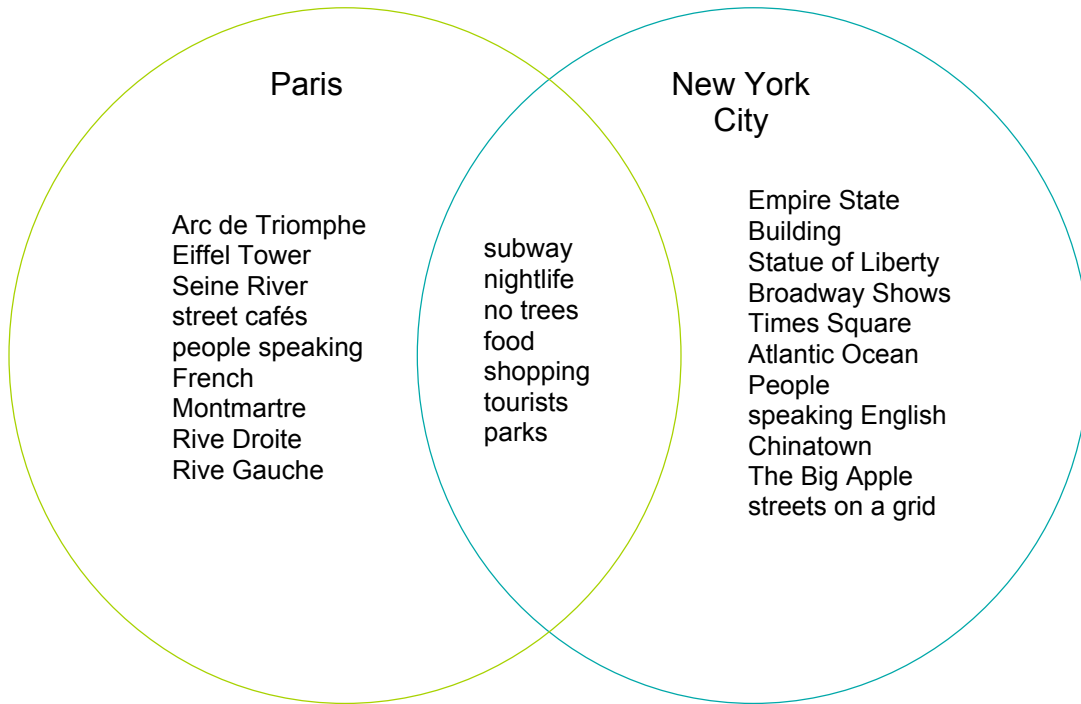 Paris
New York
City
Arc de Triomphe
Eiffel Tower
Seine River
street cafés
people speaking
French
Montmartre
Rive Droite
Rive Gauche
subway
nightlife
no trees
food
shopping
tourists
parks
Empire State
Building
Statue of Liberty
Broadway Shows
Times Square
Atlantic Ocean
People
speaking English
Chinatown
The Big Apple
streets on a grid